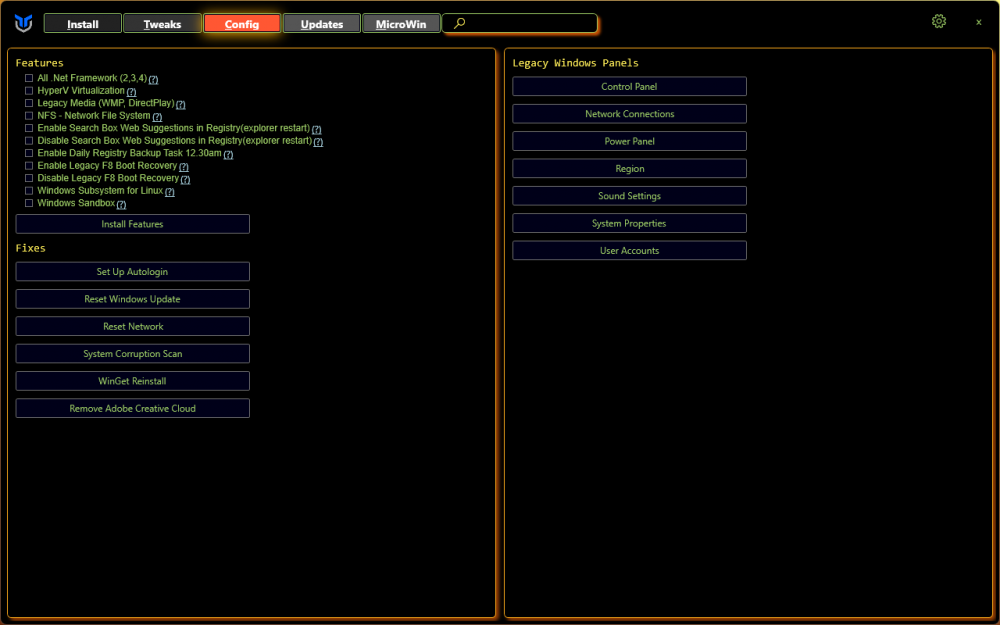 Install Tweaks Config Updates MicroWin x
Features
All .Net Framework (2,3,4) (?)
HyperV Virtualization (?)
Legacy Media (WMP, DirectPlay) (?)
NFS - Network File System (?)
Enable Search Box Web Suggestions in Registry(explorer restart) (?)
Disable Search Box Web Suggestions in Registry(explorer restart) (?)
Enable Daily Registry Backup Task 12.30am (?)
Enable Legacy F8 Boot Recovery (?)
Disable Legacy F8 Boot Recovery (?)
Windows Subsystem for Linux (?)
Windows Sandbox (?)
Install Features
Fixes
Set Up Autologin
Reset Windows Update
Reset Network
System Corruption Scan
WinGet Reinstall
Remove Adobe Creative Cloud
Legacy Windows Panels
Control Panel
Network Connections
Power Panel
Region
Sound Settings
System Properties
User Accounts